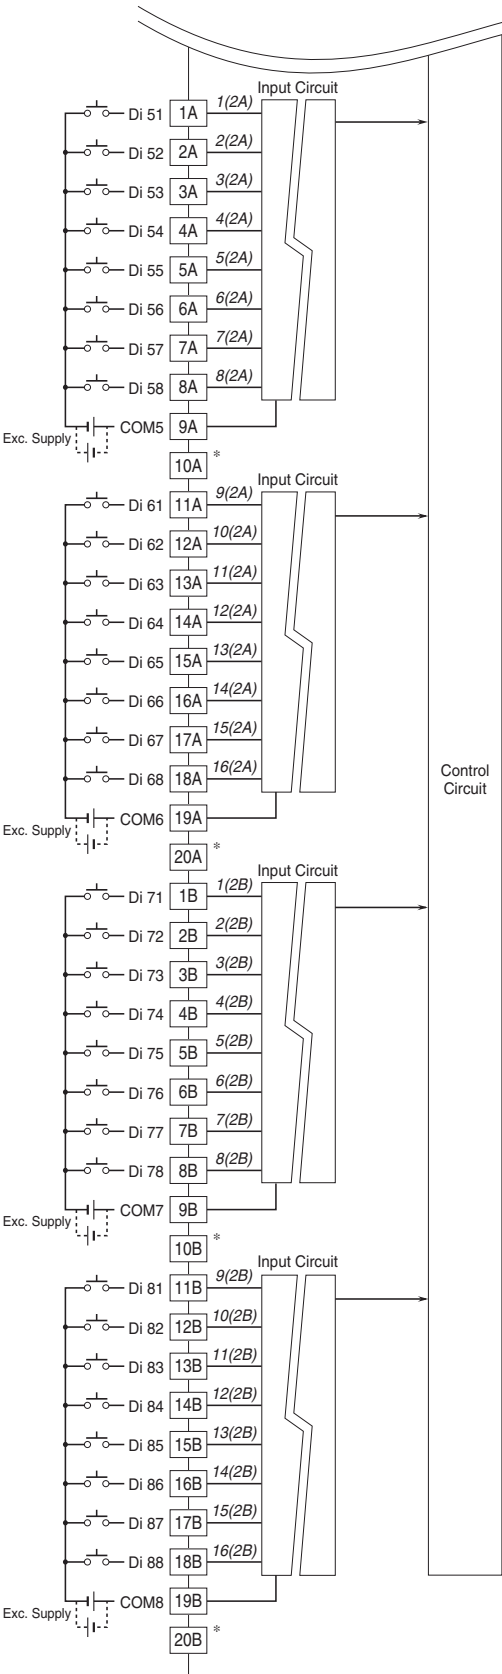 Input Circuit
Di 51 1A 1(2A)
Di 52 2A 2(2A)
Di 53 3A 3(2A)
Di 54 4A 4(2A)
Di 55 5A 5(2A)
Di 56 6A 6(2A)
Di 57 7A 7(2A)
Di 58 8A 8(2A)
COM5 9A
Exc. Supply
10A *
Input Circuit
Di 61 11A 9(2A)
Di 62 12A 10(2A)
Di 63 13A 11(2A)
Di 64 14A 12(2A)
Di 65 15A 13(2A)
Di 66 16A 14(2A)
Di 67 17A 15(2A)
Di 68 18A 16(2A)
Control
Circuit
COM6 19A
Exc. Supply
20A *
Input Circuit
Di 71 1B 1(2B)
Di 72 2B 2(2B)
Di 73 3B 3(2B)
Di 74 4B 4(2B)
Di 75 5B 5(2B)
Di 76 6B 6(2B)
Di 77 7B 7(2B)
Di 78 8B 8(2B)
COM7 9B
Exc. Supply
10B *
Input Circuit
Di 81 11B 9(2B)
Di 82 12B 10(2B)
Di 83 13B 11(2B)
Di 84 14B 12(2B)
Di 85 15B 13(2B)
Di 86 16B 14(2B)
Di 87 17B 15(2B)
Di 88 18B 16(2B)
COM8 19B
Exc. Supply
20B *